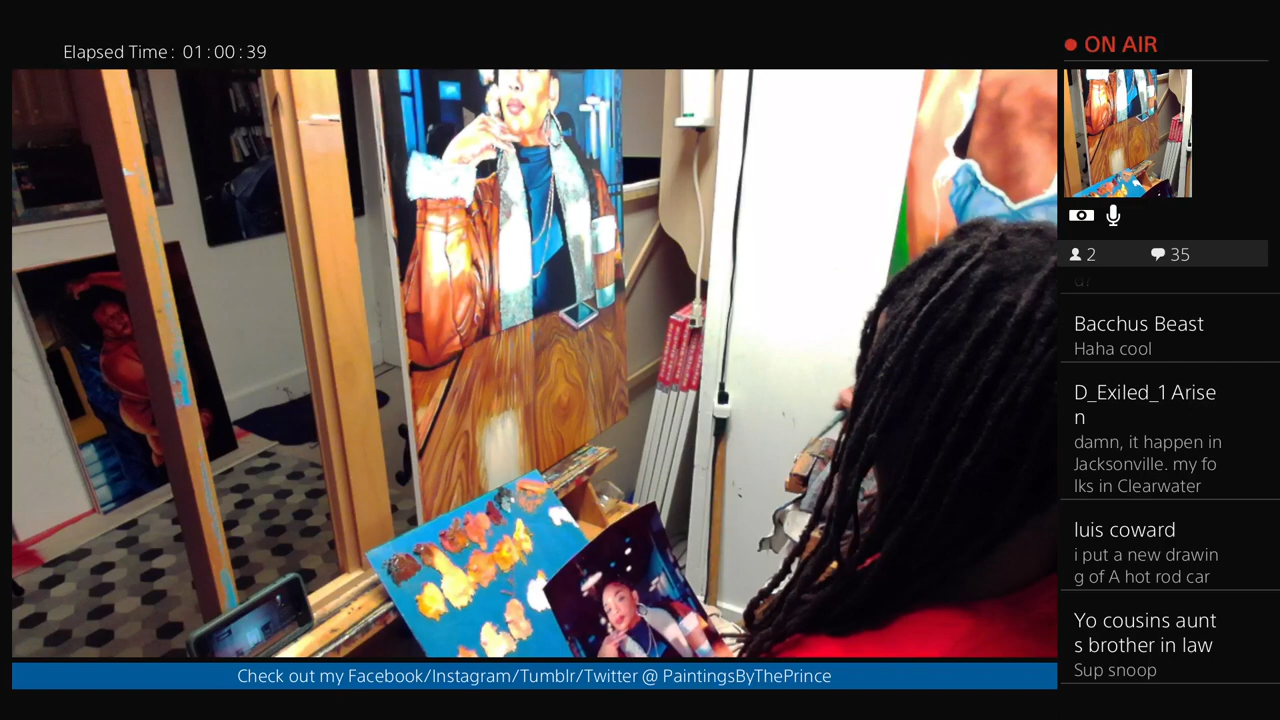 Elapsed Time: 01:00:39
ON AIR
2 35
Bacchus Beast
Haha cool
D_Exiled_1 Arise
n
damn, it happen in
Jacksonville. my fo
lks in Clearwater
luis coward
i put a new drawin
g of A hot rod car
Yo cousins aunt
s brother in law
Sup snoop
Check out my Facebook/Instagram/Tumblr/Twitter @ PaintingsByThePrince